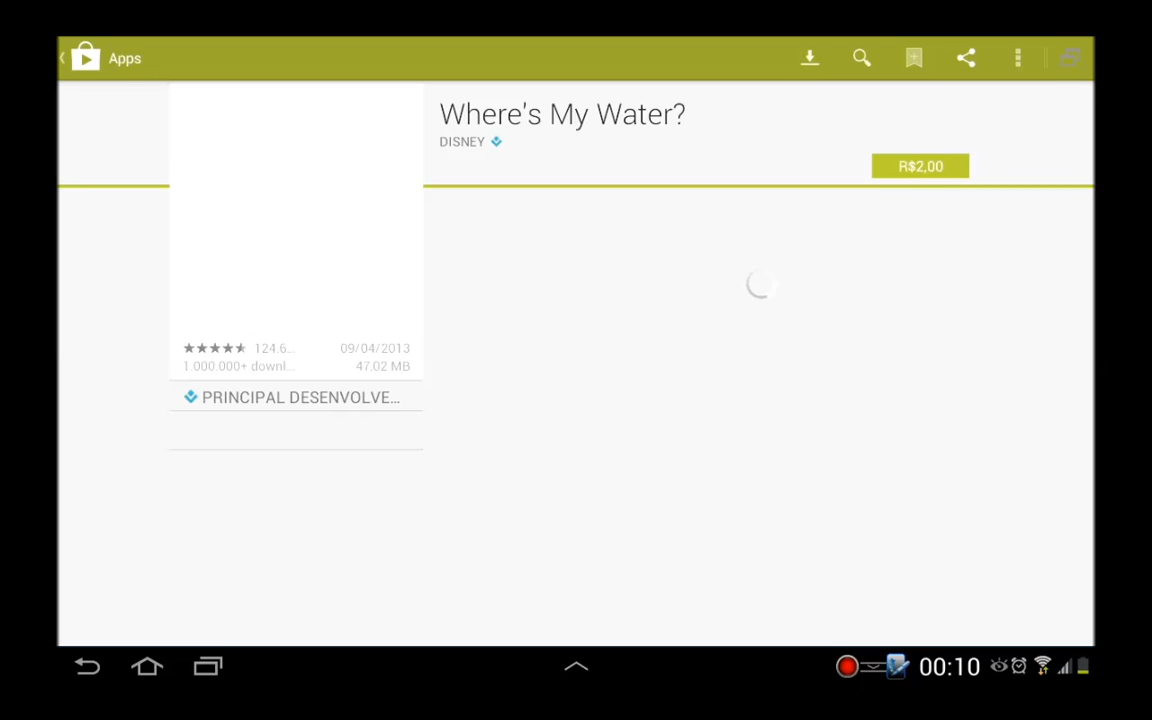 Apps
Where's My Water?
DISNEY
R$2,00
124.6...
09/04/2013
1.000.000+ downl...
47.02 MB
PRINCIPAL DESENVOLVE...
00:10